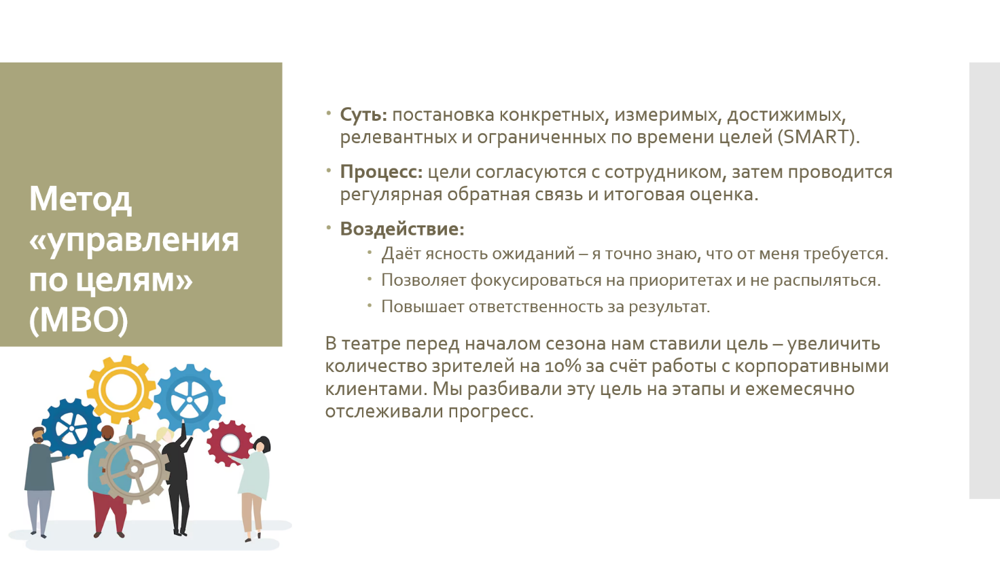 Метод
«управления
по целям»
(MBO)
• Суть: постановка конкретных, измеримых, достижимых,
релевантных и ограниченных по времени целей (SMART).
• Процесс: цели согласуются с сотрудником, затем проводится
регулярная обратная связь и итоговая оценка.
• Воздействие:
• Даёт ясность ожиданий – я точно знаю, что от меня требуется.
• Позволяет фокусироваться на приоритетах и не распыляться.
• Повышает ответственность за результат.
В театре перед началом сезона нам ставили цель – увеличить
количество зрителей на 10% за счёт работы с корпоративными
клиентами. Мы разбивали эту цель на этапы и ежемесячно
отслеживали прогресс.